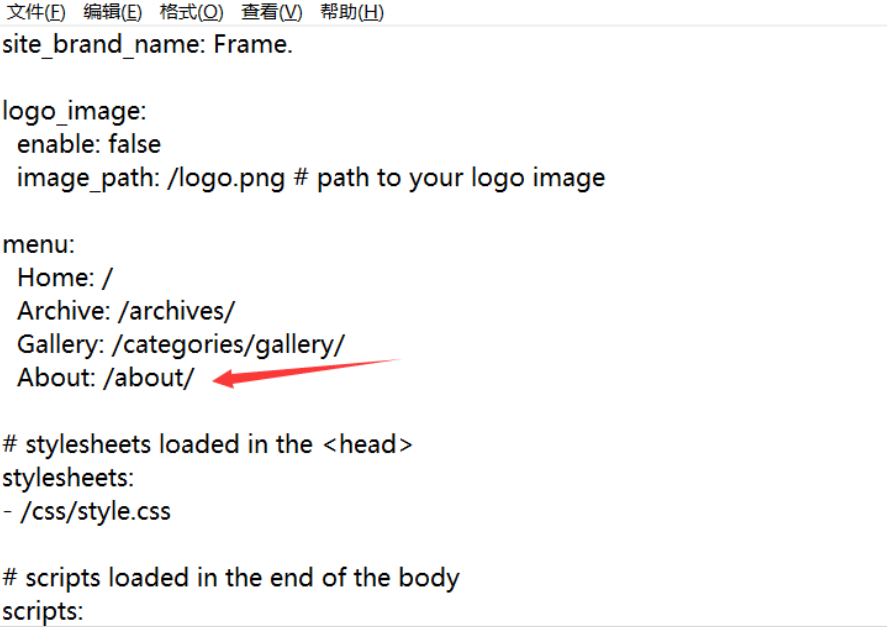 文件(F) 编辑(E) 格式(O) 查看(V) 帮助(H)
site_brand_name: Frame.
logo_image:
enable: false
image_path: /logo.png # path to your logo image
menu:
Home: /
Archive: /archives/
Gallery: /categories/gallery/
About: /about/
# stylesheets loaded in the <head>
stylesheets:
- /css/style.css
# scripts loaded in the end of the body
scripts: